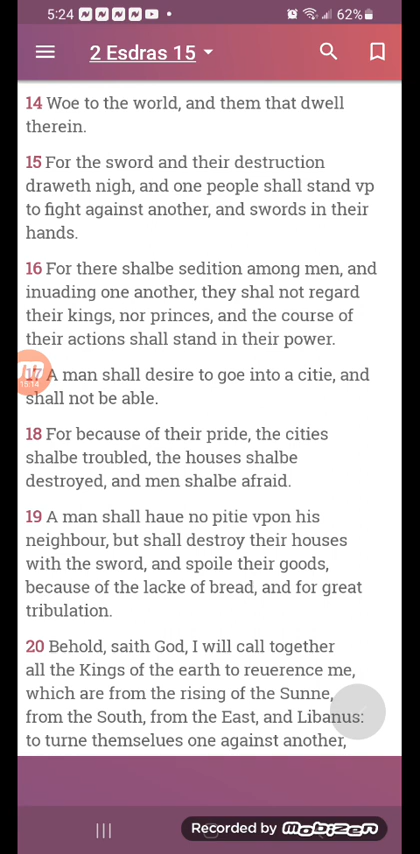 5:24 62%
2 Esdras 15
14 Woe to the world, and them that dwell
therein.
15 For the sword and their destruction
draweth nigh, and one people shall stand vp
to fight against another, and swords in their
hands.
16 For there shalbe sedition among men, and
inuading one another, they shal not regard
their kings, nor princes, and the course of
their actions shall stand in their power.
17 A man shall desire to goe into a citie, and
shall not be able.
18 For because of their pride, the cities
shalbe troubled, the houses shalbe
destroyed, and men shalbe afraid.
19 A man shall haue no pitie vpon his
neighbour, but shall destroy their houses
with the sword, and spoile their goods,
because of the lacke of bread, and for great
tribulation.
20 Behold, saith God, I will call together
all the Kings of the earth to reuerence me,
which are from the rising of the Sunne,
from the South, from the East, and Libanus:
to turne themselues one against another,
Recorded by mobizen